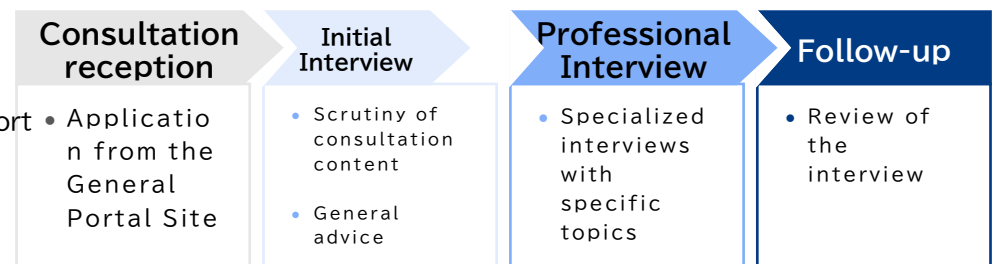 Consultation
reception
Initial
Interview
Professional
Interview
Follow-up
ort
• Applicatio
n from the
General
Portal Site
• Scrutiny of
consultation
content
• General
advice
• Specialized
interviews
with
specific
topics
• Review of
the
interview